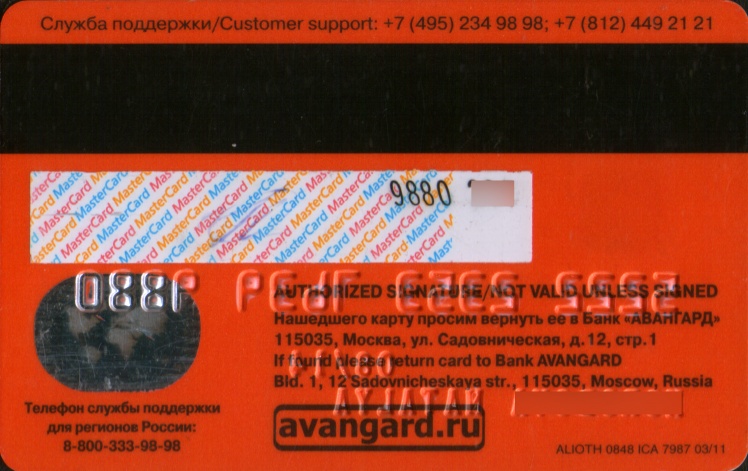 Служба поддержки/Customer support: +7 (495) 234 98 98; +7 (812) 449 21 21
MasterCard MasterCard MasterCard
9880
AUTHORIZED SIGNATURE/NOT VALID UNLESS SIGNED
Нашедшего карту просим вернуть ее в Банк «АВАНГАРД»
115035, Москва, ул. Садовническая, д.12, стр.1
If found please return card to Bank AVANGARD
Bld. 1, 12 Sadovnicheskaya str., 115035, Moscow, Russia
Телефон службы поддержки
для регионов России:
8-800-333-98-98
avangard.ru
ALIOTH 0848 ICA 7987 03/11